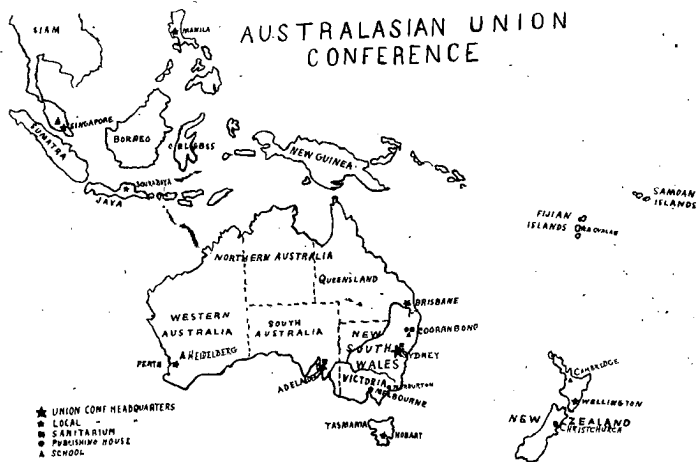 AUSTRALASIAN UNION
CONFERENCE
SIAM
MANILA
SINGAPORE
SUMATRA
BORNEO
CELEBES
NEW GUINEA
SOURABAYA
JAVA
SAMOAN
ISLANDS
FIJIAN
ISLANDS
OVALAU
NORTHERN AUSTRALIA
QUEENSLAND
BRISBANE
WESTERN
AUSTRALIA
SOUTH
AUSTRALIA
NEW
SOUTH
WALES
COORANBONG
SYDNEY
HEIDELBERG
PERTH
ADELAIDE
VICTORIA
WARBURTON
MELBOURNE
CAMBRIDGE
WELLINGTON
NEW ZEALAND
CHRISTCHURCH
TASMANIA
HOBART
UNION CONF HEADQUARTERS
LOCAL " "
SANITARIUM
PUBLISHING HOUSE
SCHOOL